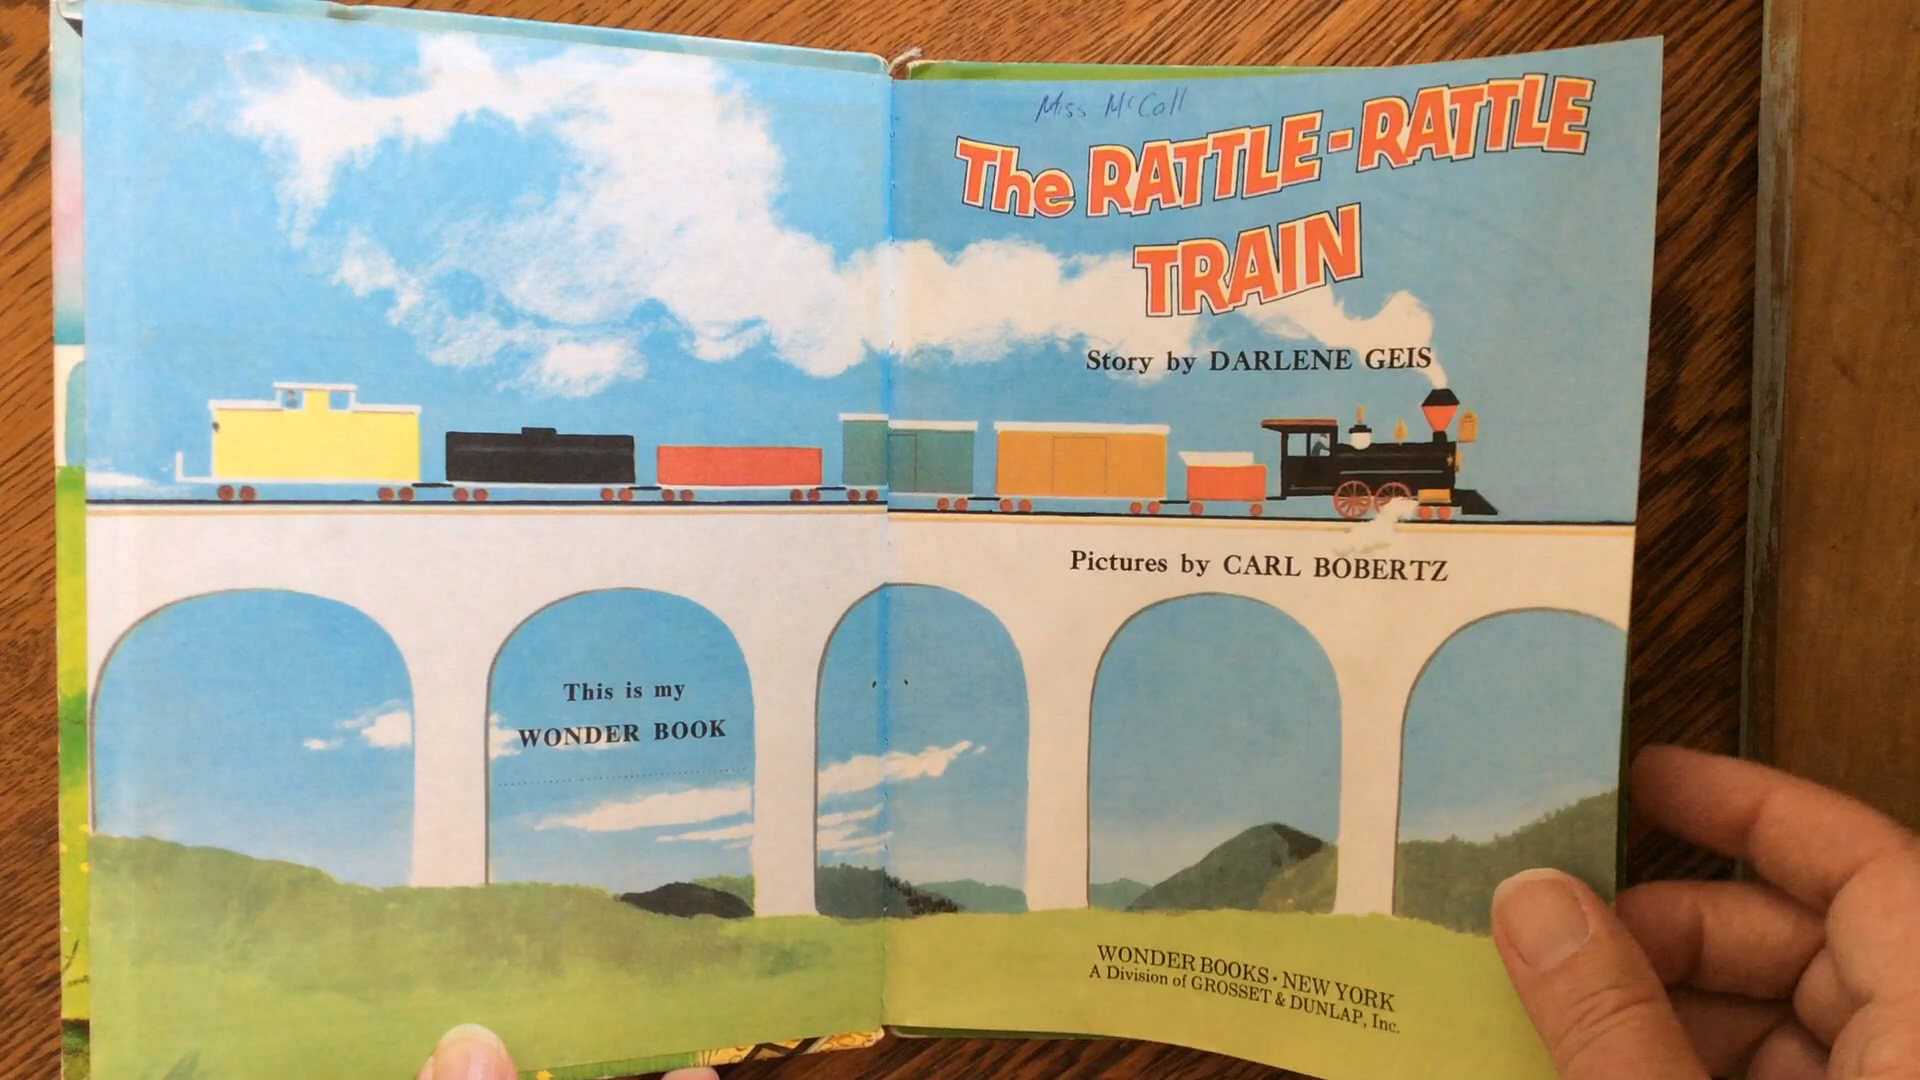 This is my
WONDER BOOK
Miss McCall
The RATTLE-RATTLE
TRAIN
Story by DARLENE GEIS
Pictures by CARL BOBERTZ
WONDER BOOKS • NEW YORK
A Division of GROSSET & DUNLAP, Inc.